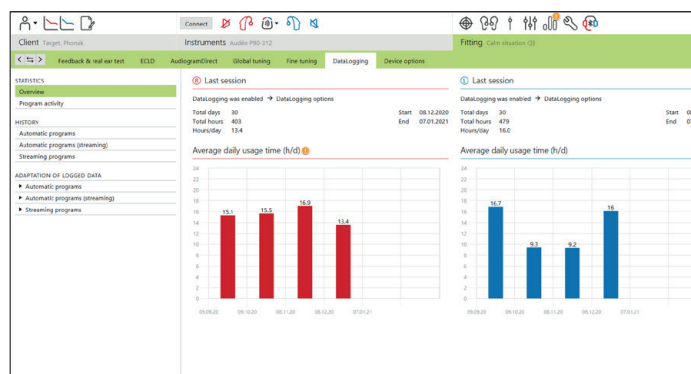 Connect
Client Target, Phonak
Instruments Audéo P90-312
Fitting Calm situation
Feedback & real ear test ECLD AudiogramDirect Global tuning Fine tuning DataLogging Device options
STATISTICS
Overview
Program activity
HISTORY
Automatic programs
Automatic programs (streaming)
Streaming programs
ADAPTATION OF LOGGED DATA
Automatic programs
Automatic programs (streaming)
Streaming programs
R Last session
DataLogging was enabled → DataLogging options
Total days 30 Start 08.12.2020
Total hours 403 End 07.01.2021
Hours/day 13.4
Average daily usage time (h/d)
24
22
20
18
16
14
12
10
8
6
4
2
0
15.1 15.5 16.9 13.4
09.09.20 09.10.20 08.11.20 08.12.20 07.01.21
L Last session
DataLogging was enabled → DataLogging options
Total days 30 Start
Total hours 479 End
Hours/day 16.0
Average daily usage time (h/d)
24
22
20
18
16
14
12
10
8
6
4
2
0
16.7 9.3 9.2 16
09.09.20 09.10.20 08.11.20 08.12.20 07.01.21